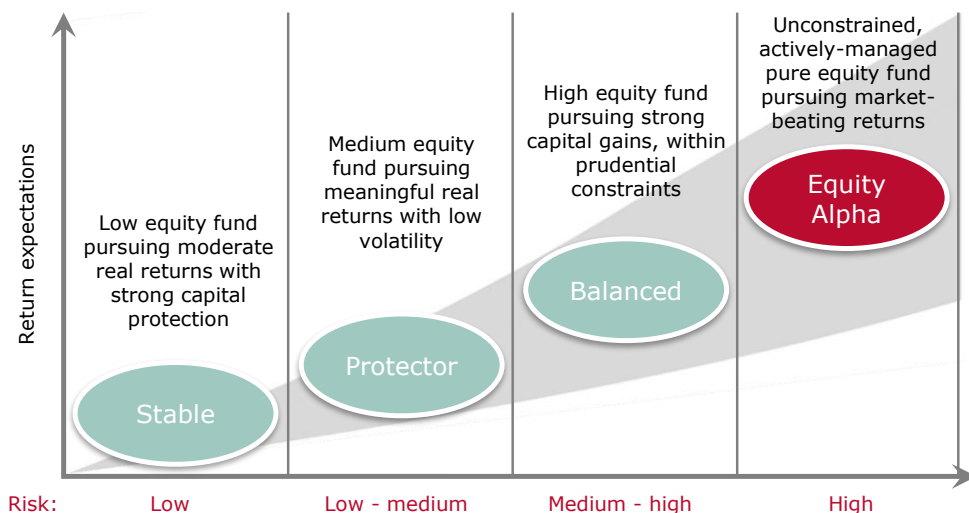 Unconstrained,
actively-managed
pure equity fund
pursuing market-
beating returns
High equity fund
pursuing strong
capital gains, within
prudential
constraints
Medium equity
fund pursuing
meaningful real
returns with low
volatility
Low equity fund
pursuing moderate
real returns with
strong capital
protection
Return expectations
Equity
Alpha
Balanced
Protector
Stable
Risk: Low Low - medium Medium - high High